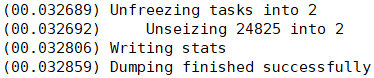 (00.032689) Unfreezing tasks into 2
(00.032692)     Unseizing 24825 into 2
(00.032806) Writing stats
(00.032859) Dumping finished successfully